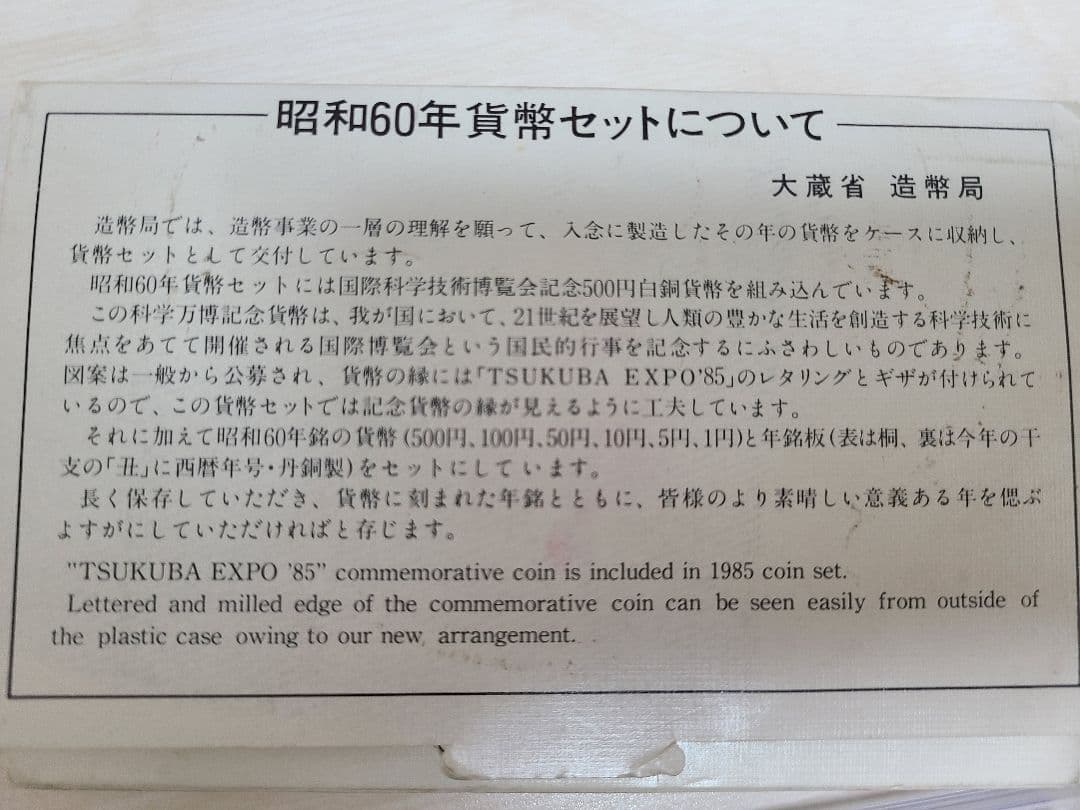 昭和60年貨幣セットについて
大蔵省 造幣局
造幣局では、造幣事業の一層の理解を願って、入念に製造したその年の貨幣をケースに収納し、
貨幣セットとして交付しています。
昭和60年貨幣セットには国際科学技術博覧会記念500円白銅貨幣を組み込んでいます。
この科学万博記念貨幣は、我が国において、21世紀を展望し人類の豊かな生活を創造する科学技術に
焦点をあてて開催される国際博覧会という国民的行事を記念するにふさわしいものであります。
図案は一般から公募され、貨幣の縁には「TSUKUBA EXPO'85」のレタリングとギザが付けられて
いるので、この貨幣セットでは記念貨幣の縁が見えるように工夫しています。
それに加えて昭和60年銘の貨幣(500円、100円、50円、10円、5円、1円)と年銘板(表は桐、裏は今年の干
支の「丑」に西暦年号・丹銅製)をセットにしています。
長く保存していただき、貨幣に刻まれた年銘とともに、皆様のより素晴しい意義ある年を偲ぶ
よすがにしていただければと存じます。
"TSUKUBA EXPO '85" commemorative coin is included in 1985 coin set.
Lettered and milled edge of the commemorative coin can be seen easily from outside of
the plastic case owing to our new arrangement.